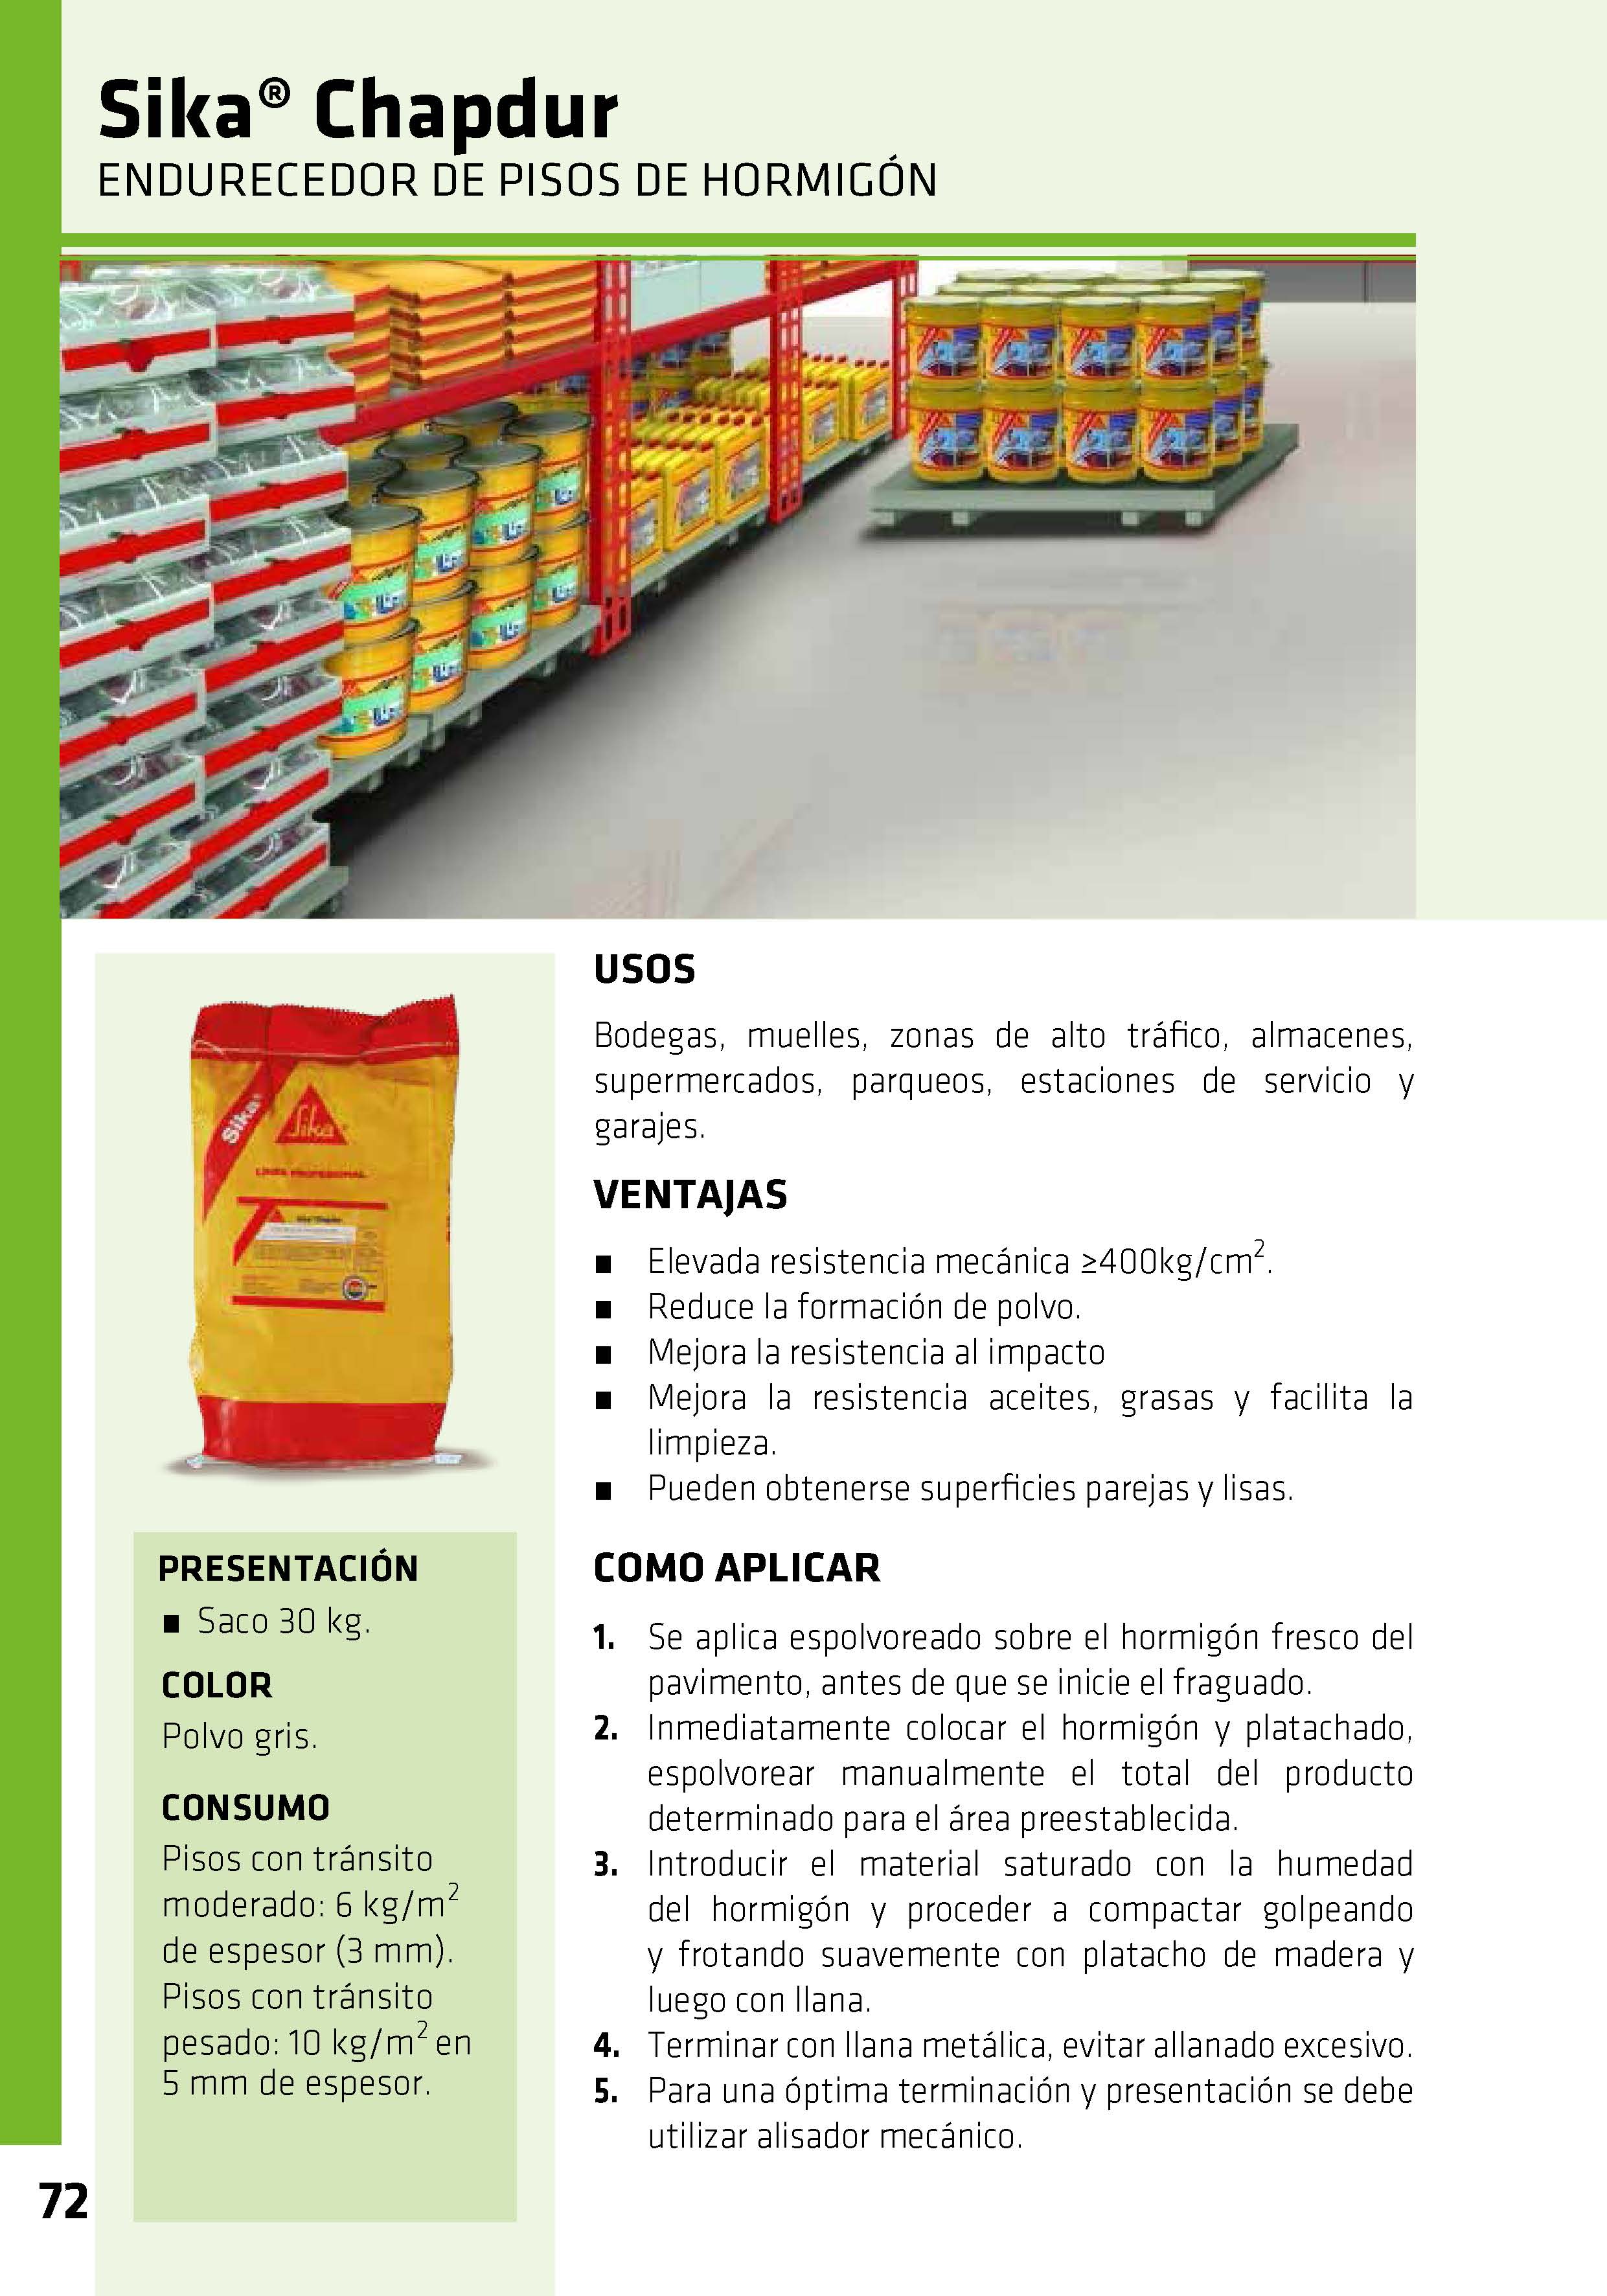 Sika® Chapdur
ENDURECEDOR DE PISOS DE HORMIGÓN
Sika®
Sika
LÍNEA PROFESIONAL
USOS
Bodegas, muelles, zonas de alto tráfico, almacenes,
supermercados, parqueos, estaciones de servicio y
garajes.
VENTAJAS
■ Elevada resistencia mecánica ≥400kg/cm².
■ Reduce la formación de polvo.
■ Mejora la resistencia al impacto
■ Mejora la resistencia aceites, grasas y facilita la
limpieza.
■ Pueden obtenerse superficies parejas y lisas.
PRESENTACIÓN
■ Saco 30 kg.
COLOR
Polvo gris.
CONSUMO
Pisos con tránsito
moderado: 6 kg/m²
de espesor (3 mm).
Pisos con tránsito
pesado: 10 kg/m² en
5 mm de espesor.
COMO APLICAR
1. Se aplica espolvoreado sobre el hormigón fresco del
pavimento, antes de que se inicie el fraguado.
2. Inmediatamente colocar el hormigón y platachado,
espolvorear manualmente el total del producto
determinado para el área preestablecida.
3. Introducir el material saturado con la humedad
del hormigón y proceder a compactar golpeando
y frotando suavemente con platacho de madera y
luego con llana.
4. Terminar con llana metálica, evitar allanado excesivo.
5. Para una óptima terminación y presentación se debe
utilizar alisador mecánico.
72